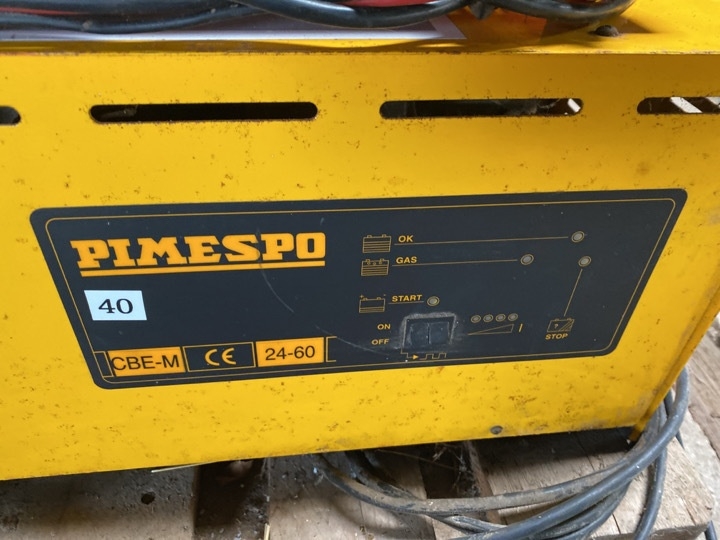 PIMESPO
40
CBE-M CE 24-60
OK
GAS
START
ON
OFF
STOP